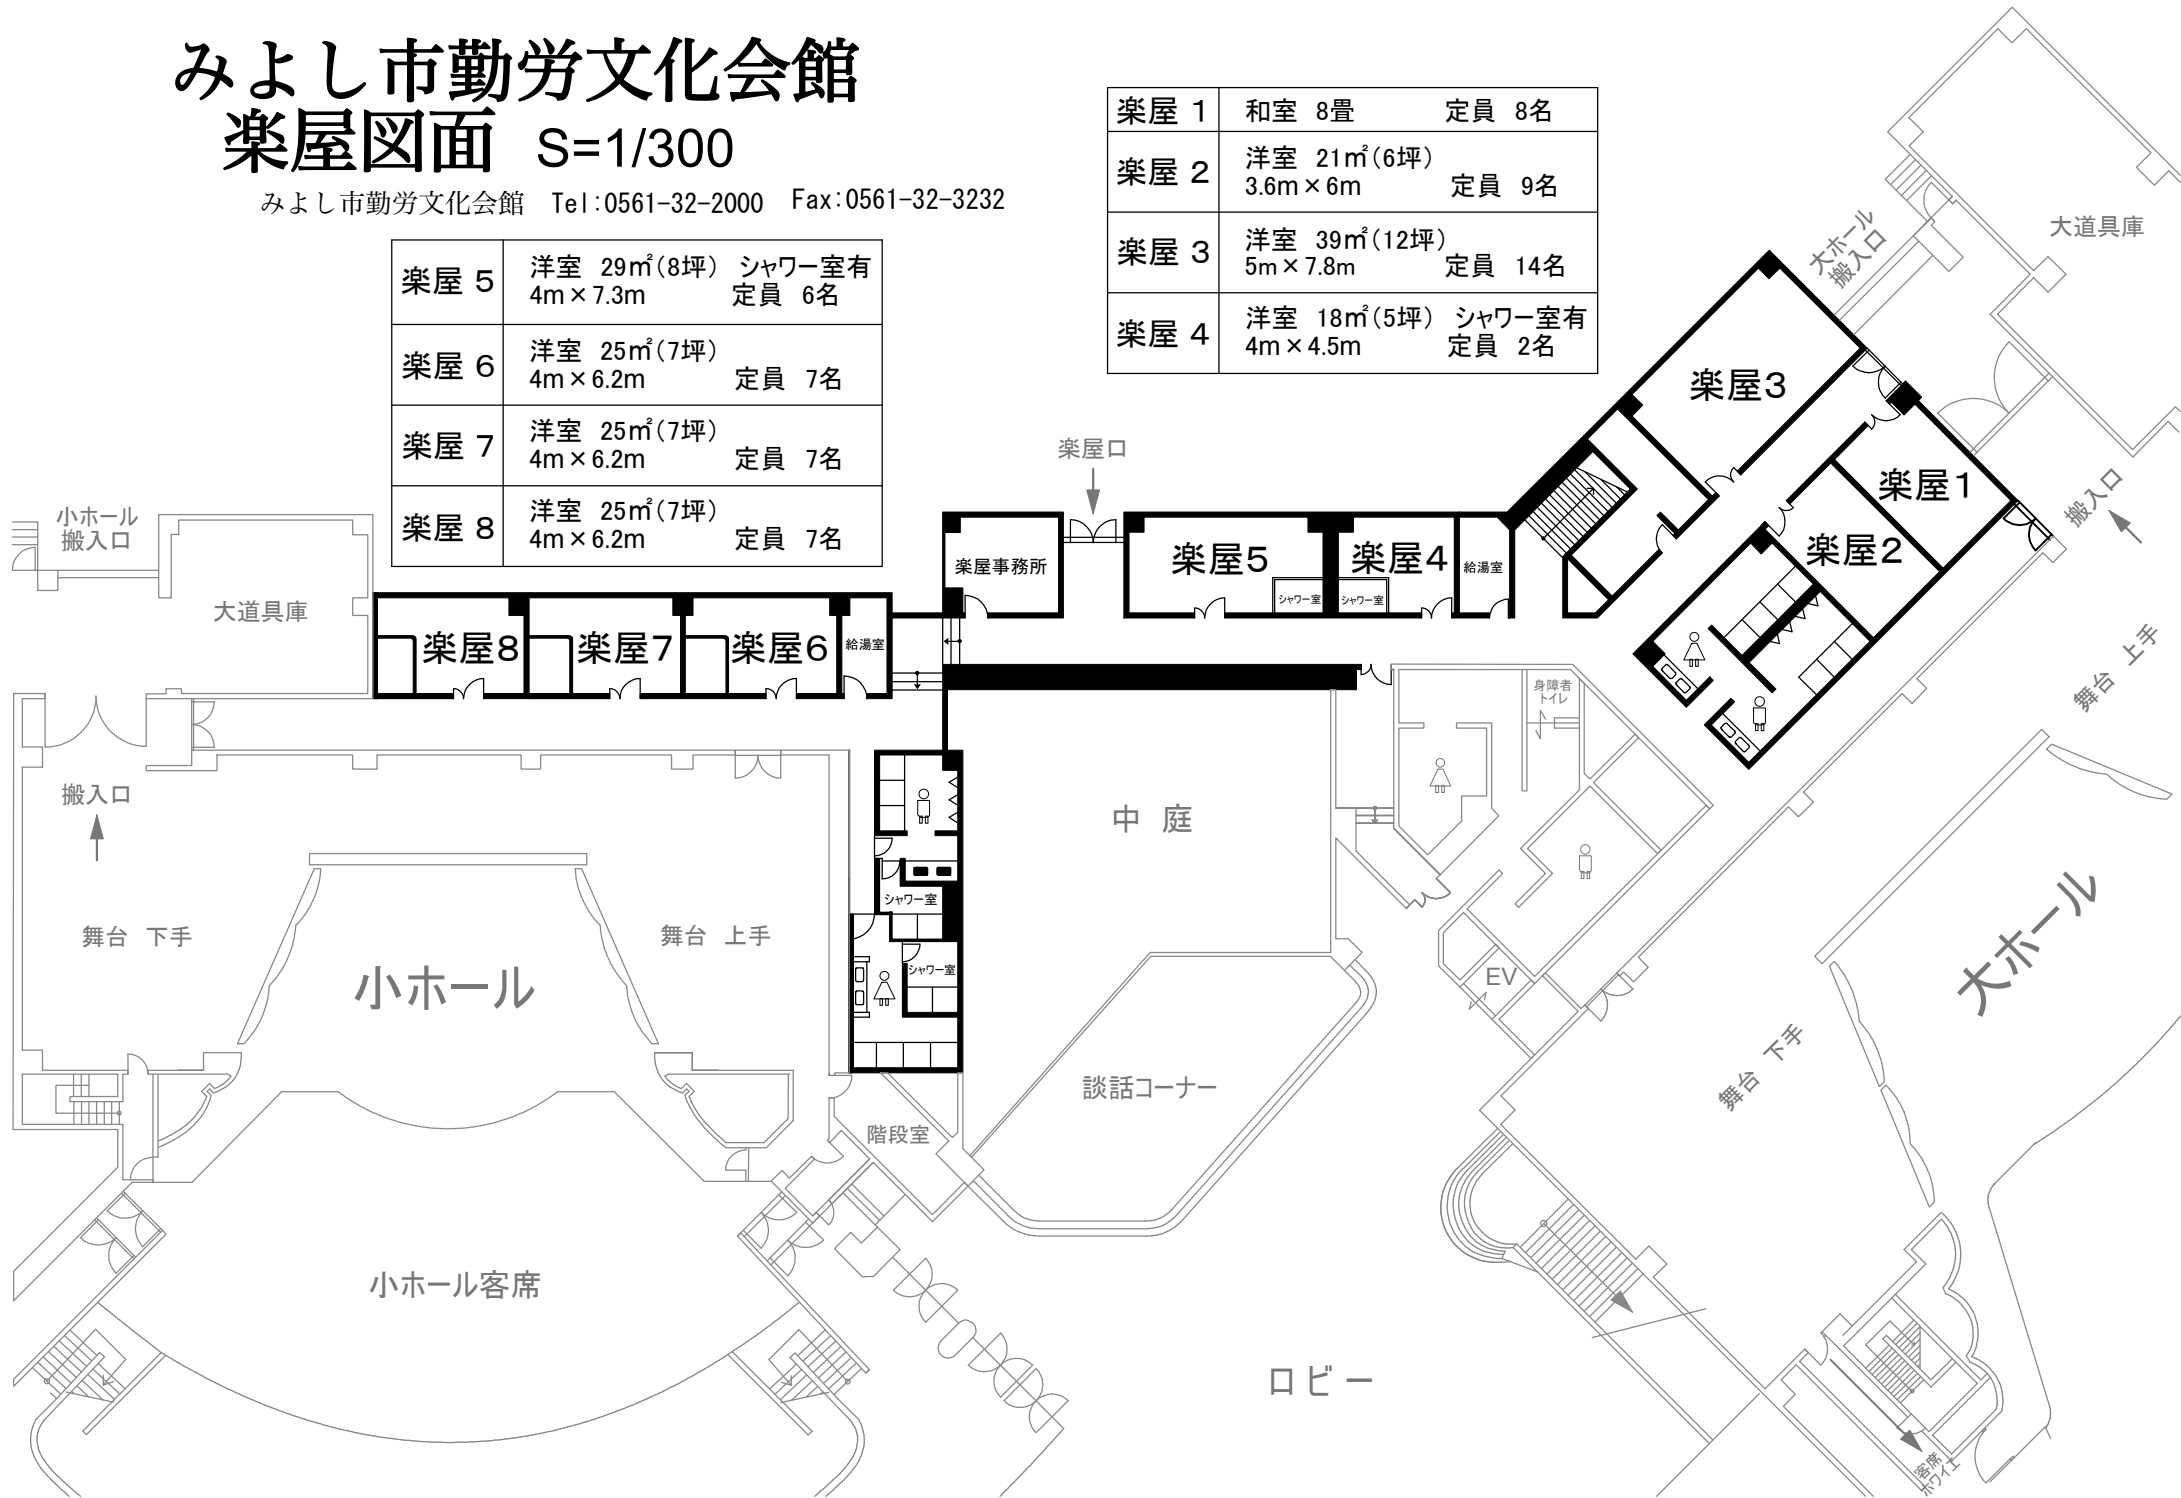 みよし市勤労文化会館
楽屋図面 S=1/300
みよし市勤労文化会館 Tel:0561-32-2000 Fax:0561-32-3232
楽屋 1 和室 8畳 定員 8名
楽屋 2 洋室 21㎡(6坪)
3.6m×6m 定員 9名
楽屋 3 洋室 39㎡(12坪)
5m×7.8m 定員 14名
楽屋 4 洋室 18㎡(5坪) シャワー室有
4m×4.5m 定員 2名
楽屋 5 洋室 29㎡(8坪) シャワー室有
4m×7.3m 定員 6名
楽屋 6 洋室 25㎡(7坪)
4m×6.2m 定員 7名
楽屋 7 洋室 25㎡(7坪)
4m×6.2m 定員 7名
楽屋 8 洋室 25㎡(7坪)
4m×6.2m 定員 7名
大道具庫
大ホール
搬入口
楽屋3
楽屋1
楽屋2
搬入口
舞台 上手
楽屋口
楽屋事務所
楽屋5
シャワー室
シャワー室
楽屋4
給湯室
小ホール
搬入口
大道具庫
楽屋8
楽屋7
楽屋6
給湯室
身障者
トイレ
搬入口
中庭
舞台 下手
小ホール
舞台 上手
シャワー室
シャワー室
EV
大ホール
舞台 下手
談話コーナー
階段室
小ホール客席
ロビー
客席
ホワイエ